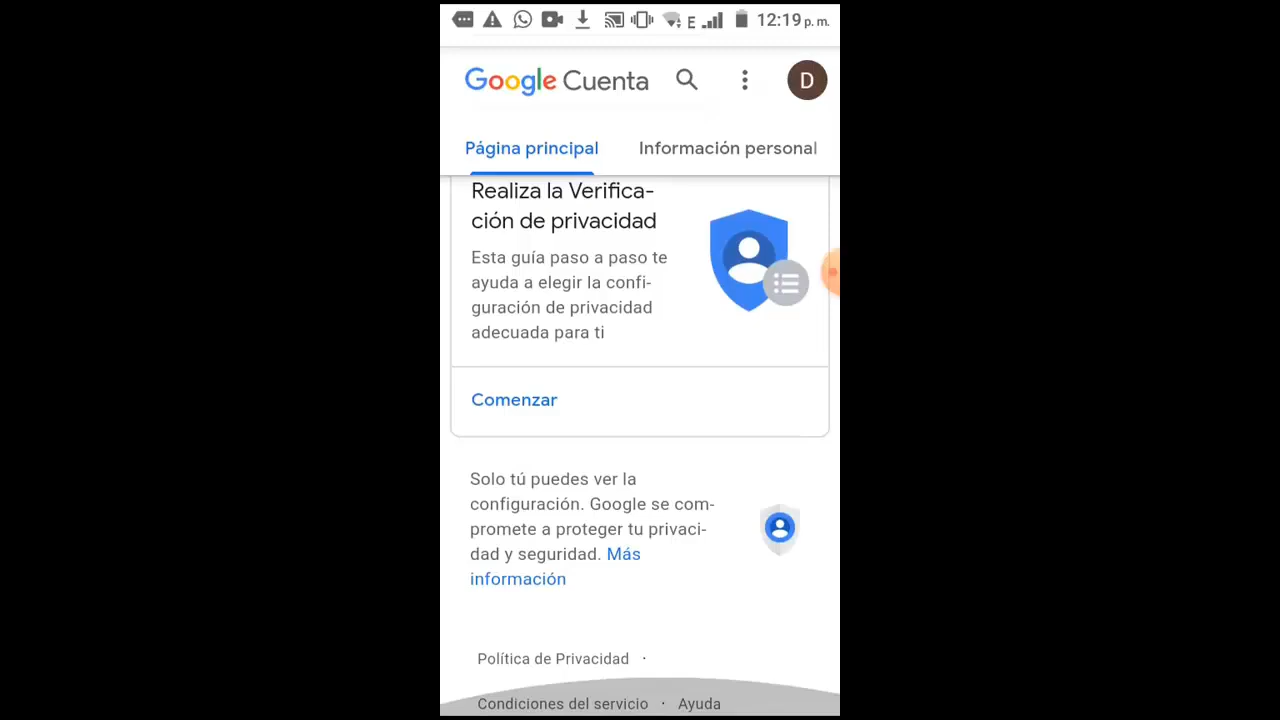 E 12:19 p. m.
Google Cuenta D
Página principal Información personal
Realiza la Verifica-
ción de privacidad
Esta guía paso a paso te
ayuda a elegir la confi-
guración de privacidad
adecuada para ti
Comenzar
Solo tú puedes ver la
configuración. Google se com-
promete a proteger tu privaci-
dad y seguridad. Más
información
Política de Privacidad ·
Condiciones del servicio · Ayuda